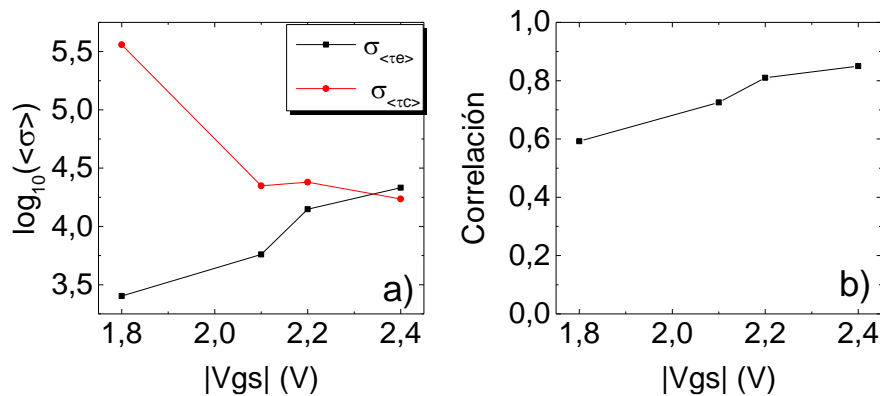 σ<τe>
σ<τc>
log10(<σ>)
5,5
5,0
4,5
4,0
3,5
a)
1,8 2,0 2,2 2,4
|Vgs| (V)
Correlación
1,0
0,8
0,6
0,4
0,2
0,0
b)
1,8 2,0 2,2 2,4
|Vgs| (V)